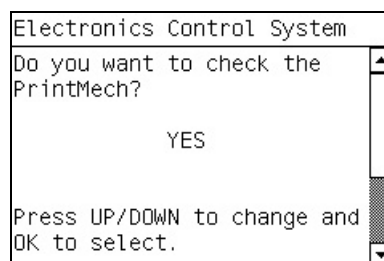 Electronics Control System
Do you want to check the
PrintMech?
YES
Press UP/DOWN to change and
OK to select.